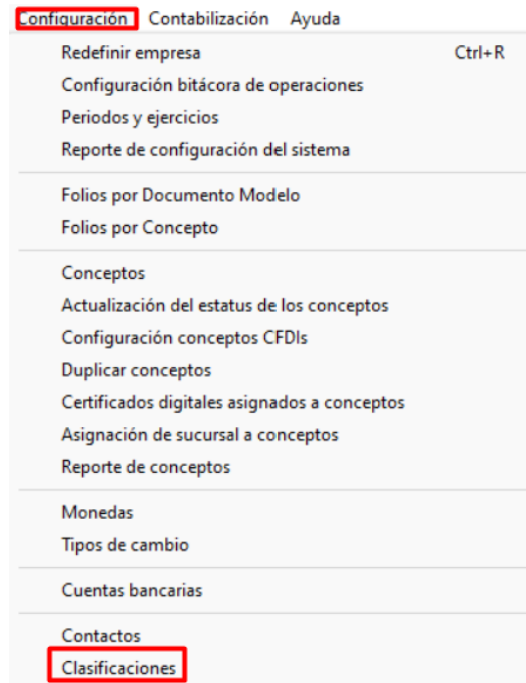 Configuración Contabilización Ayuda
Redefinir empresa Ctrl+R
Configuración bitácora de operaciones
Periodos y ejercicios
Reporte de configuración del sistema
Folios por Documento Modelo
Folios por Concepto
Conceptos
Actualización del estatus de los conceptos
Configuración conceptos CFDIs
Duplicar conceptos
Certificados digitales asignados a conceptos
Asignación de sucursal a conceptos
Reporte de conceptos
Monedas
Tipos de cambio
Cuentas bancarias
Contactos
Clasificaciones